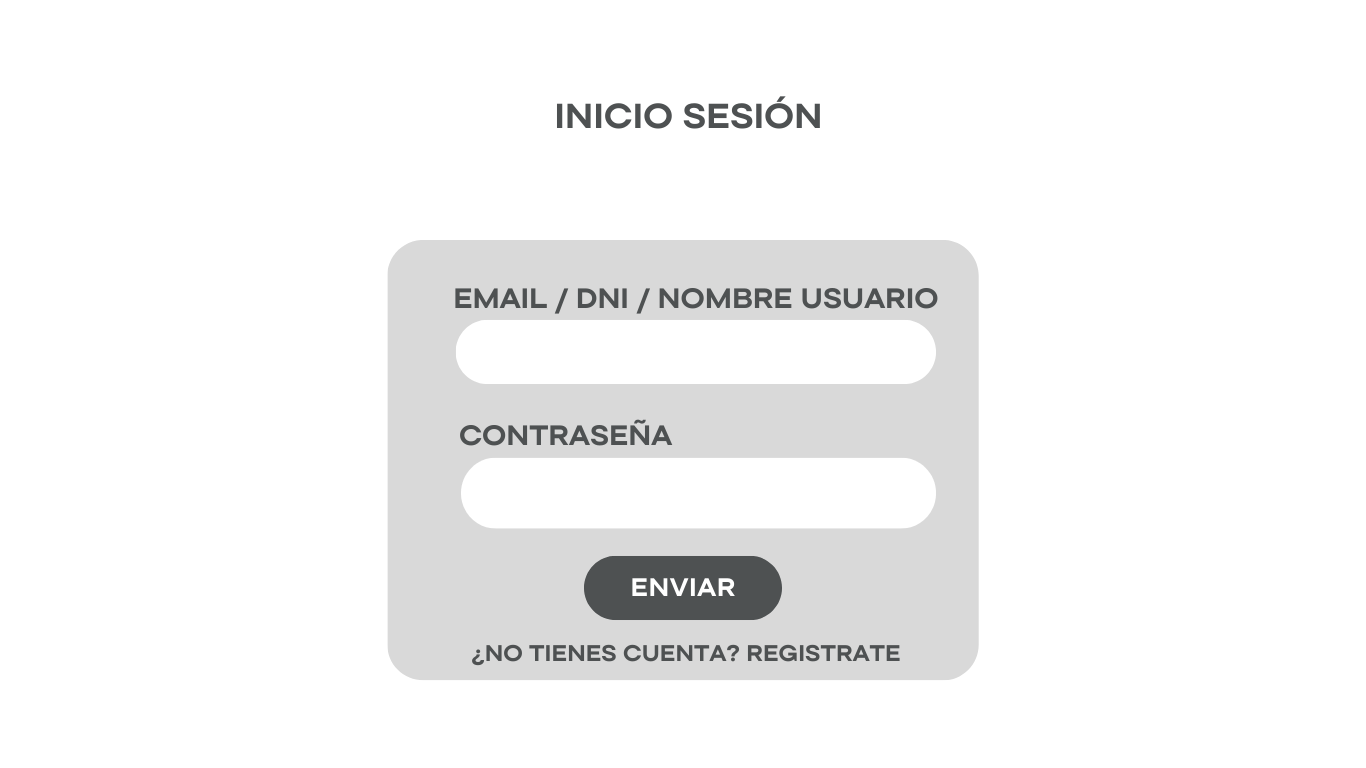 INICIO SESIÓN
EMAIL / DNI / NOMBRE USUARIO
CONTRASEÑA
ENVIAR
¿NO TIENES CUENTA? REGISTRATE